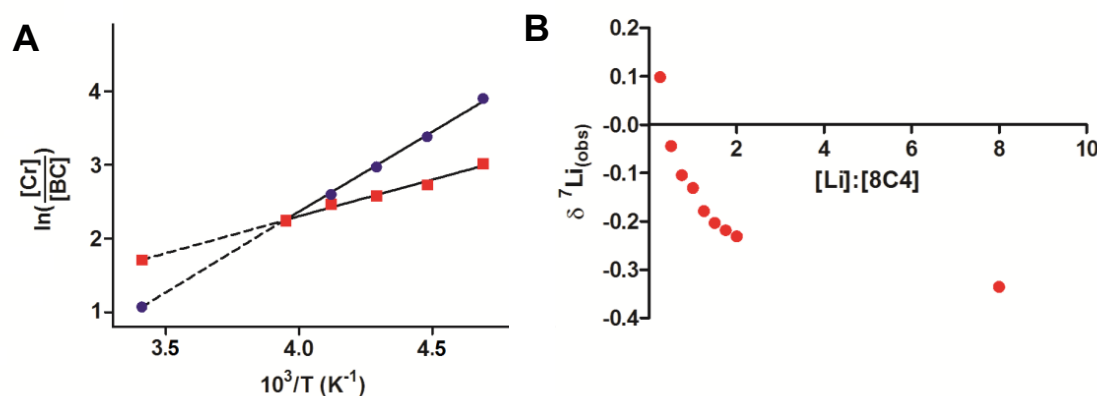 A
ln([Cr]/[BC])
4
3
2
1
3.5 4.0 4.5
10³/T (K⁻¹)
B
δ ⁷Li(obs)
0.2
0.1
-0.0
-0.1
-0.2
-0.3
-0.4
2 4 6 8 10
[Li]:[8C4]